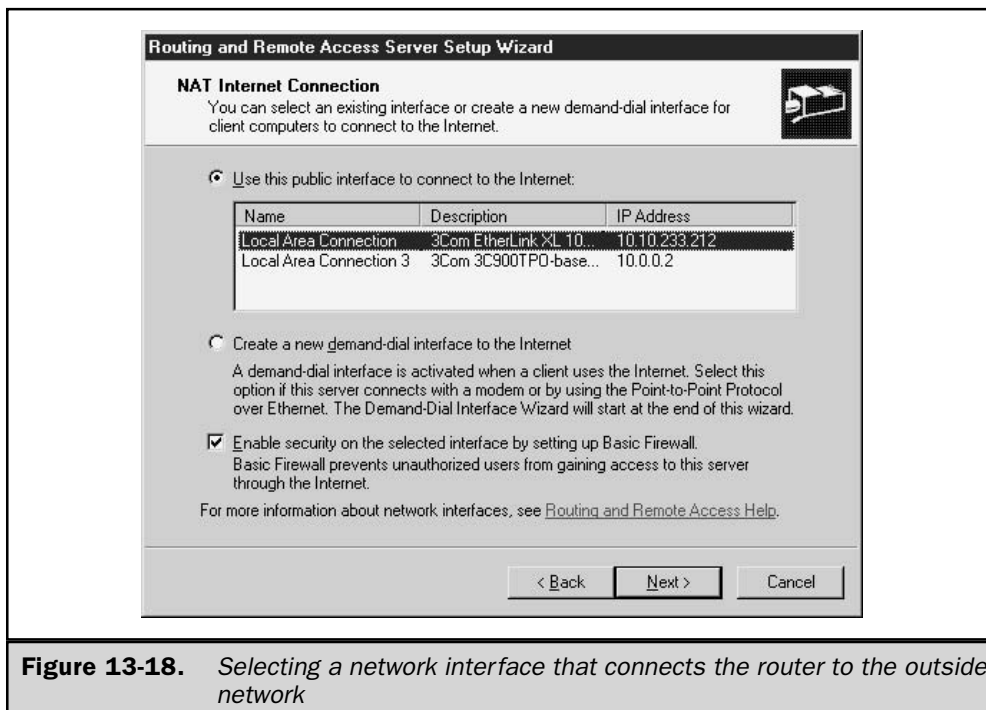 Routing and Remote Access Server Setup Wizard
NAT Internet Connection
You can select an existing interface or create a new demand-dial interface for
client computers to connect to the Internet.
Use this public interface to connect to the Internet:
Name Description IP Address
Local Area Connection 3Com EtherLink XL 10... 10.10.233.212
Local Area Connection 3 3Com 3C900TPO-base... 10.0.0.2
Create a new demand-dial interface to the Internet
A demand-dial interface is activated when a client uses the Internet. Select this
option if this server connects with a modem or by using the Point-to-Point Protocol
over Ethernet. The Demand-Dial Interface Wizard will start at the end of this wizard.
Enable security on the selected interface by setting up Basic Firewall.
Basic Firewall prevents unauthorized users from gaining access to this server
through the Internet.
For more information about network interfaces, see Routing and Remote Access Help.
< Back Next > Cancel
Figure 13-18. Selecting a network interface that connects the router to the outside
network